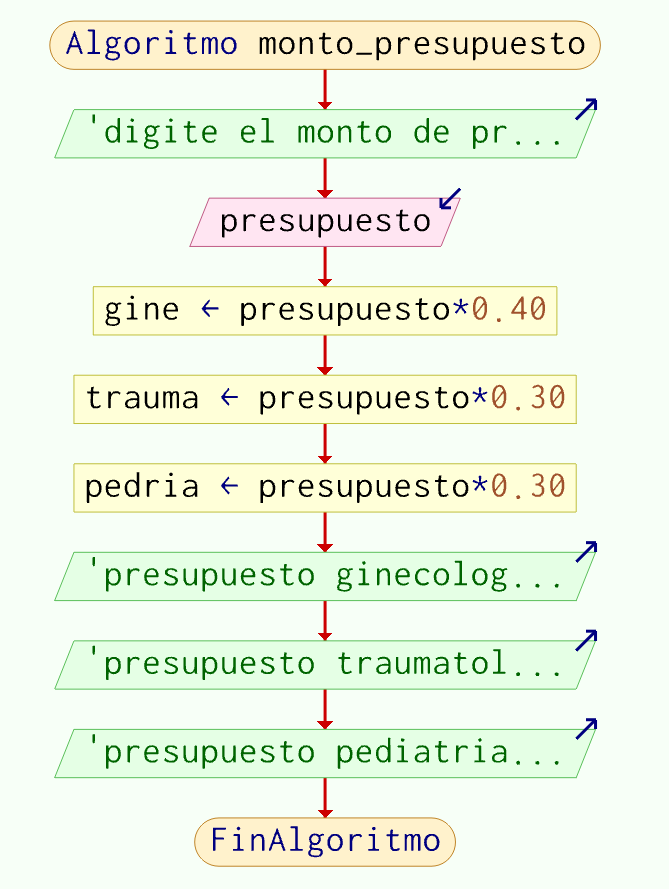 Algoritmo monto_presupuesto
'digite el monto de pr...
presupuesto
gine ← presupuesto*0.40
trauma ← presupuesto*0.30
pedria ← presupuesto*0.30
'presupuesto ginecolog...
'presupuesto traumatol...
'presupuesto pediatria...
FinAlgoritmo